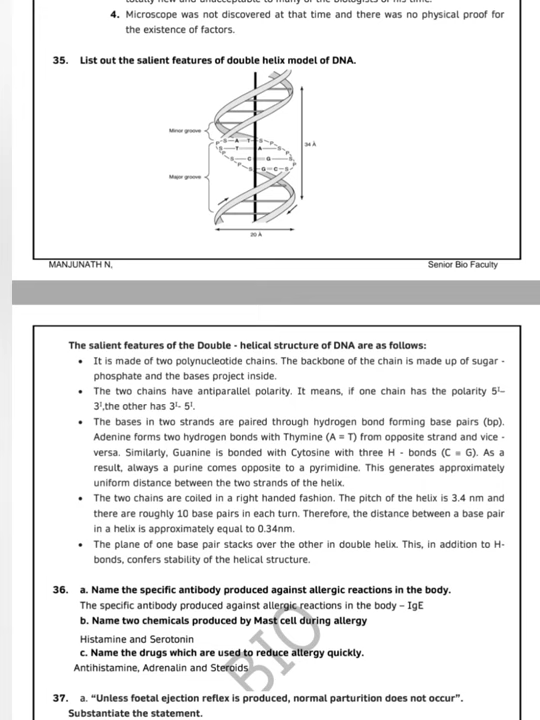 4. Microscope was not discovered at that time and there was no physical proof for
the existence of factors.
35. List out the salient features of double helix model of DNA.
Minor groove
Major groove
34 Å
20 Å
MANJUNATH N, Senior Bio Faculty
The salient features of the Double - helical structure of DNA are as follows:
• It is made of two polynucleotide chains. The backbone of the chain is made up of sugar -
phosphate and the bases project inside.
• The two chains have antiparallel polarity. It means, if one chain has the polarity 5ꞌ–
3ꞌ,the other has 3ꞌ- 5ꞌ.
• The bases in two strands are paired through hydrogen bond forming base pairs (bp).
Adenine forms two hydrogen bonds with Thymine (A = T) from opposite strand and vice -
versa. Similarly, Guanine is bonded with Cytosine with three H - bonds (C ≡ G). As a
result, always a purine comes opposite to a pyrimidine. This generates approximately
uniform distance between the two strands of the helix.
• The two chains are coiled in a right handed fashion. The pitch of the helix is 3.4 nm and
there are roughly 10 base pairs in each turn. Therefore, the distance between a base pair
in a helix is approximately equal to 0.34nm.
• The plane of one base pair stacks over the other in double helix. This, in addition to H-
bonds, confers stability of the helical structure.
36. a. Name the specific antibody produced against allergic reactions in the body.
The specific antibody produced against allergic reactions in the body – IgE
b. Name two chemicals produced by Mast cell during allergy
Histamine and Serotonin
c. Name the drugs which are used to reduce allergy quickly.
Antihistamine, Adrenalin and Steroids
BIO
37. a. “Unless foetal ejection reflex is produced, normal parturition does not occur”.
Substantiate the statement.